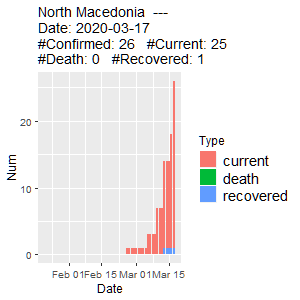 North Macedonia ---
Date: 2020-03-17
#Confirmed: 26 #Current: 25
#Death: 0 #Recovered: 1
Num
20
10
0
Feb 01 Feb 15 Mar 01 Mar 15
Date
Type
current
death
recovered